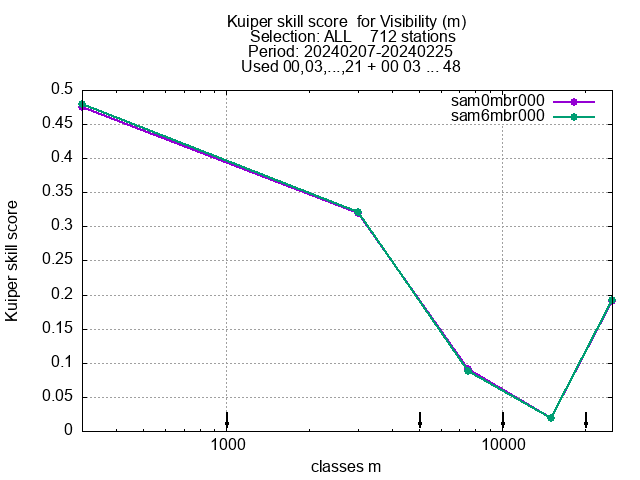 Kuiper skill score  for Visibility (m)
Selection: ALL    712 stations
Period: 20240207-20240225
Used 00,03,...,21 + 00 03 ... 48
sam0mbr000
sam6mbr000
0.5
0.45
0.4
0.35
0.3
0.25
0.2
0.15
0.1
0.05
0
Kuiper skill score
1000
10000
classes m